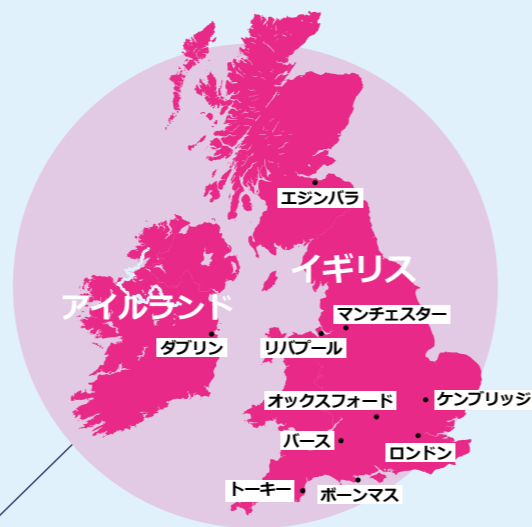 エジンバラ
イギリス
アイルランド
マンチェスター
ダブリン
リバプール
オックスフォード
ケンブリッジ
バース
ロンドン
トーキー
ボーンマス